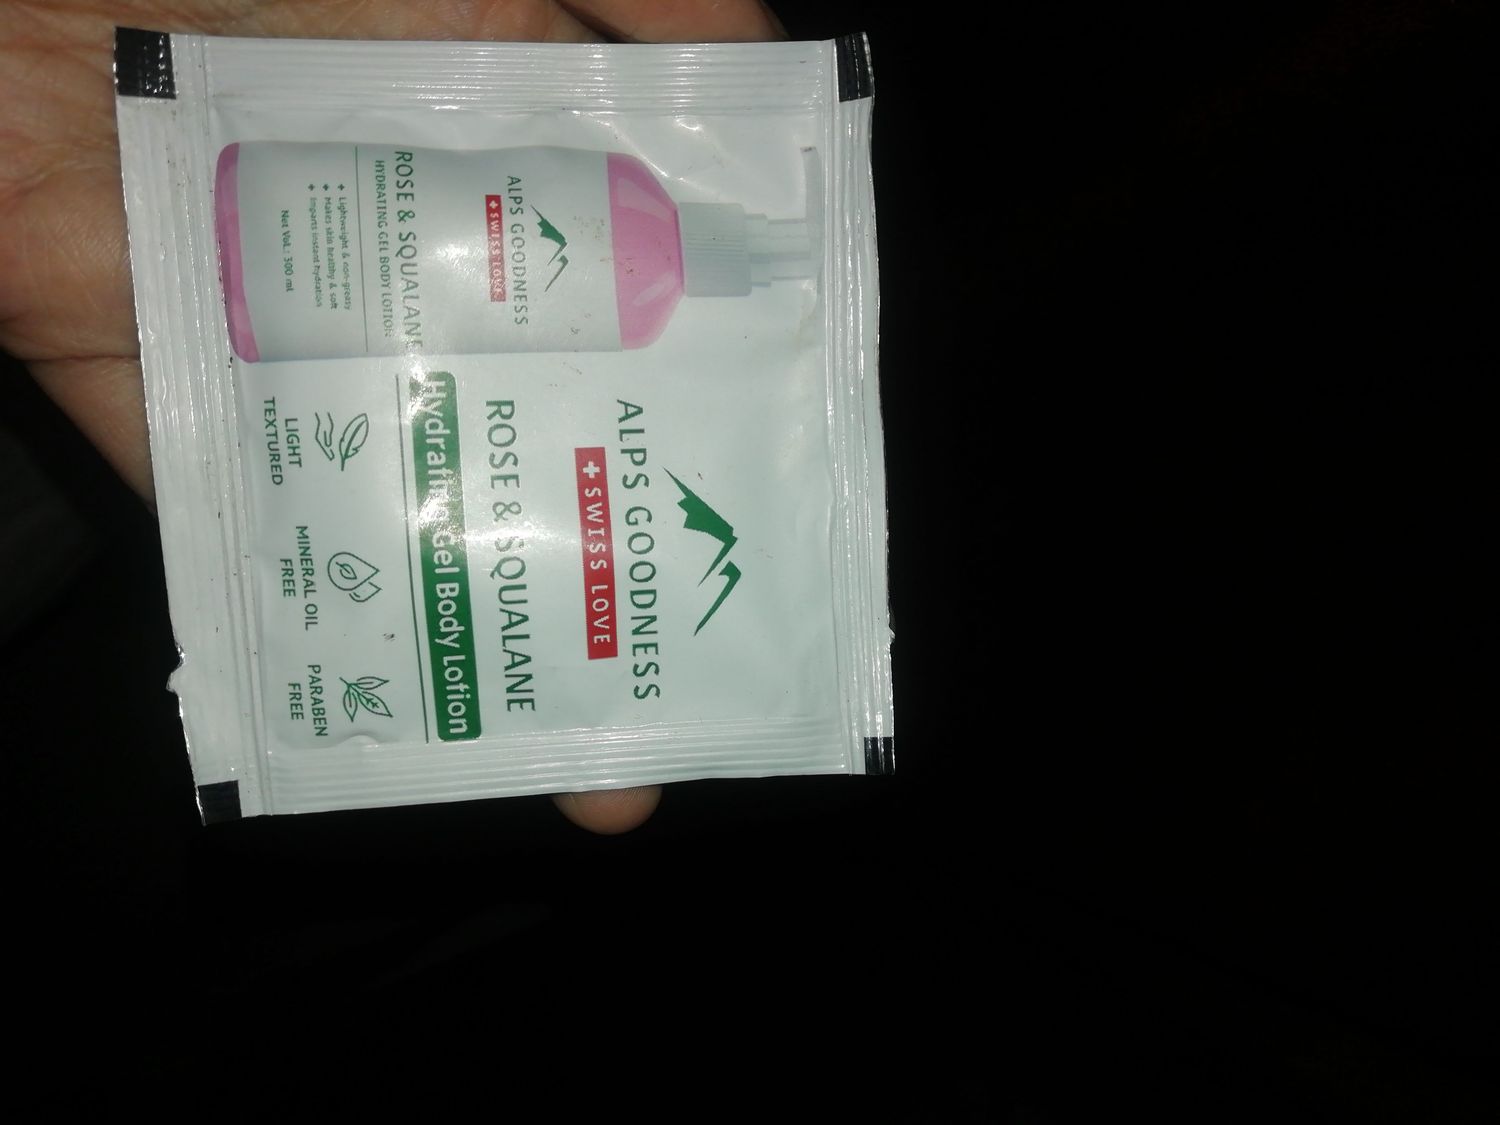 ALPS GOODNESS
+ SWISS LOVE
ROSE & SQUALANE
Hydrating Gel Body Lotion
LIGHT
TEXTURED
MINERAL OIL
FREE
PARABEN
FREE
ALPS GOODNESS
+ SWISS LOVE
ROSE & SQUALANE
HYDRATING GEL BODY LOTION
+ Lightweight & non-greasy
+ Makes skin healthy & soft
+ Imparts instant hydration
Net Vol.: 300 ml